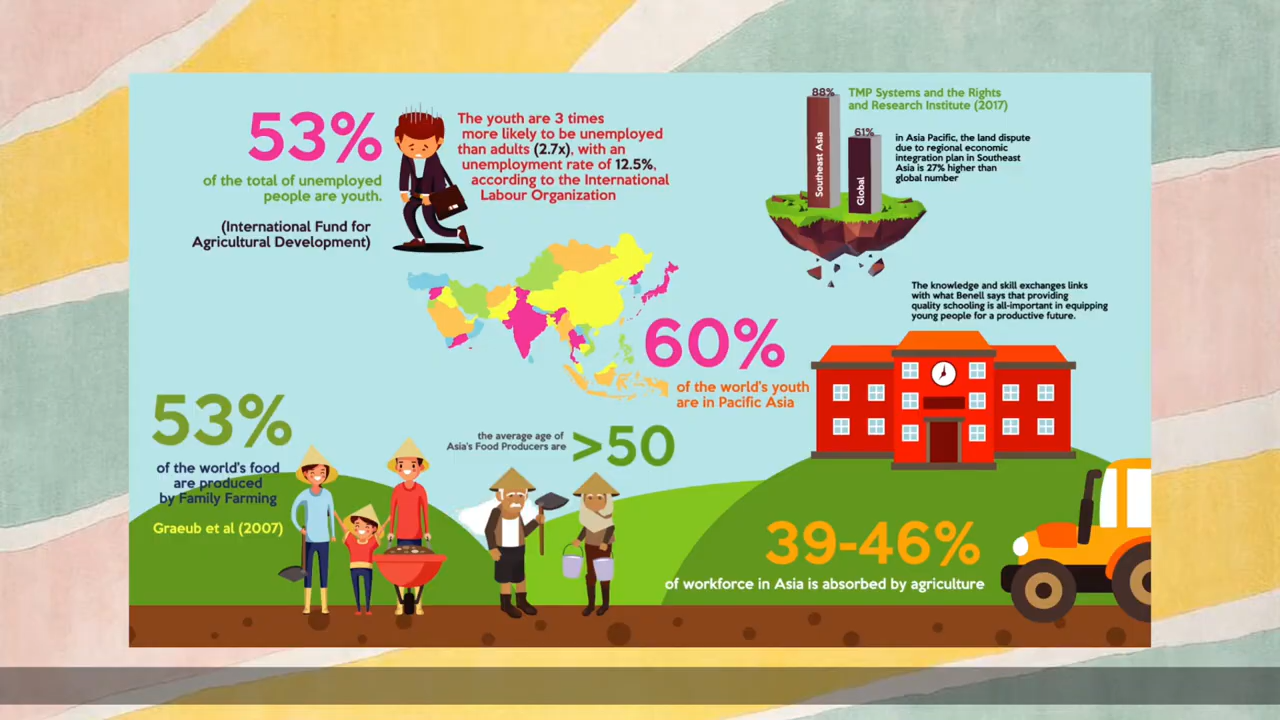 53%
of the total of unemployed
people are youth.
(International Fund for
Agricultural Development)
The youth are 3 times
more likely to be unemployed
than adults (2.7x), with an
unemployment rate of 12.5%,
according to the International
Labour Organization
88%
Southeast Asia
61%
Global
TMP Systems and the Rights
and Research Institute (2017)
in Asia Pacific, the land dispute
due to regional economic
integration plan in Southeast
Asia is 27% higher than
global number
The knowledge and skill exchanges links
with what Benell says that providing
quality schooling is all-important in equipping
young people for a productive future.
60%
of the world's youth
are in Pacific Asia
53%
of the world's food
are produced
by Family Farming
Graeub et al (2007)
the average age of
Asia's Food Producers are
>50
39-46%
of workforce in Asia is absorbed by agriculture